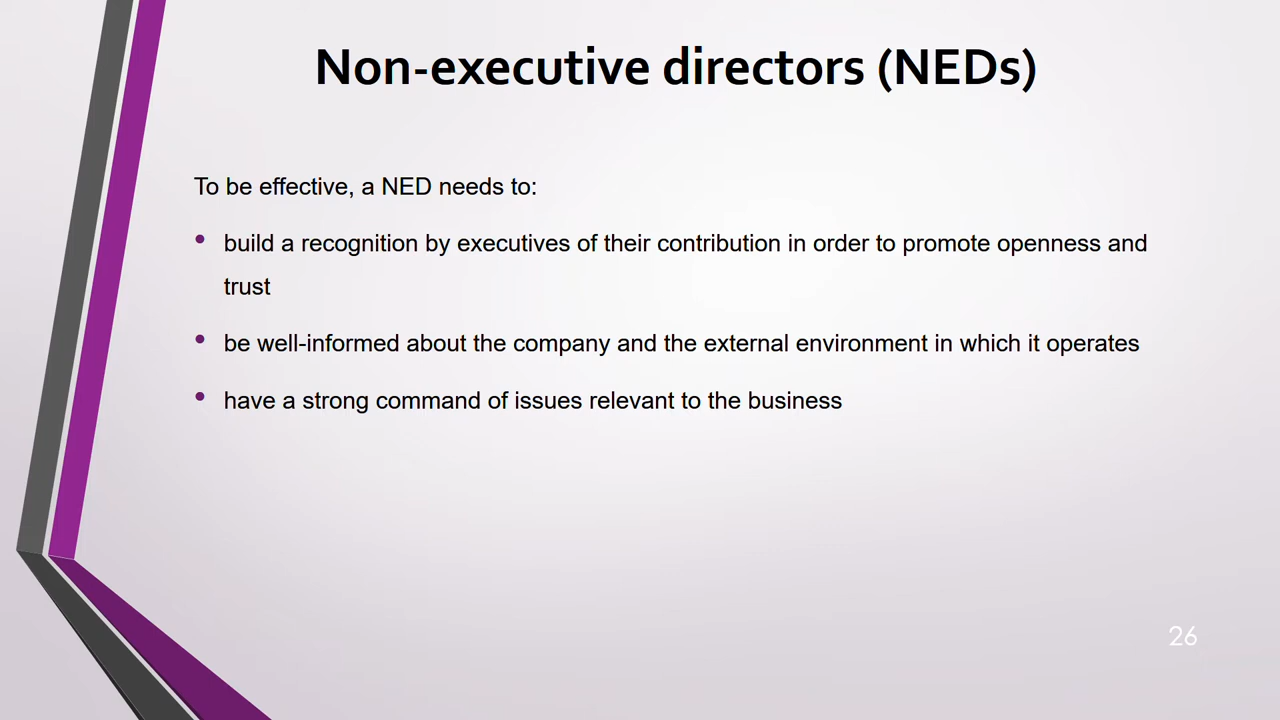 Non-executive directors (NEDs)
To be effective, a NED needs to:
• build a recognition by executives of their contribution in order to promote openness and
trust
• be well-informed about the company and the external environment in which it operates
• have a strong command of issues relevant to the business
26